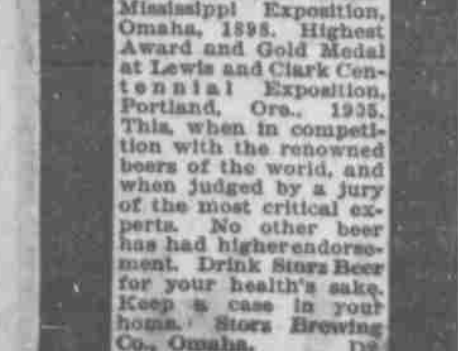 Mississippi Exposition,
Omaha, 1898. Highest
Award and Gold Medal
at Lewis and Clark Cen-
tennial Exposition,
Portland, Ore., 1905.
This, when in competi-
tion with the renowned
beers of the world, and
when judged by a jury
of the most critical ex-
perts. No other beer
has had higher endorse-
ment. Drink Storz Beer
for your health's sake.
Keep a case in your
home. Storz Brewing
Co., Omaha.